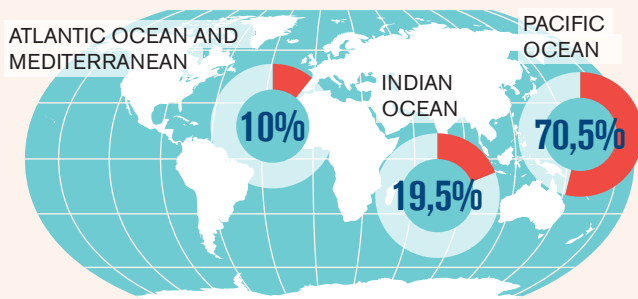 ATLANTIC OCEAN AND
MEDITERRANEAN
10%
INDIAN
OCEAN
19,5%
PACIFIC
OCEAN
70,5%